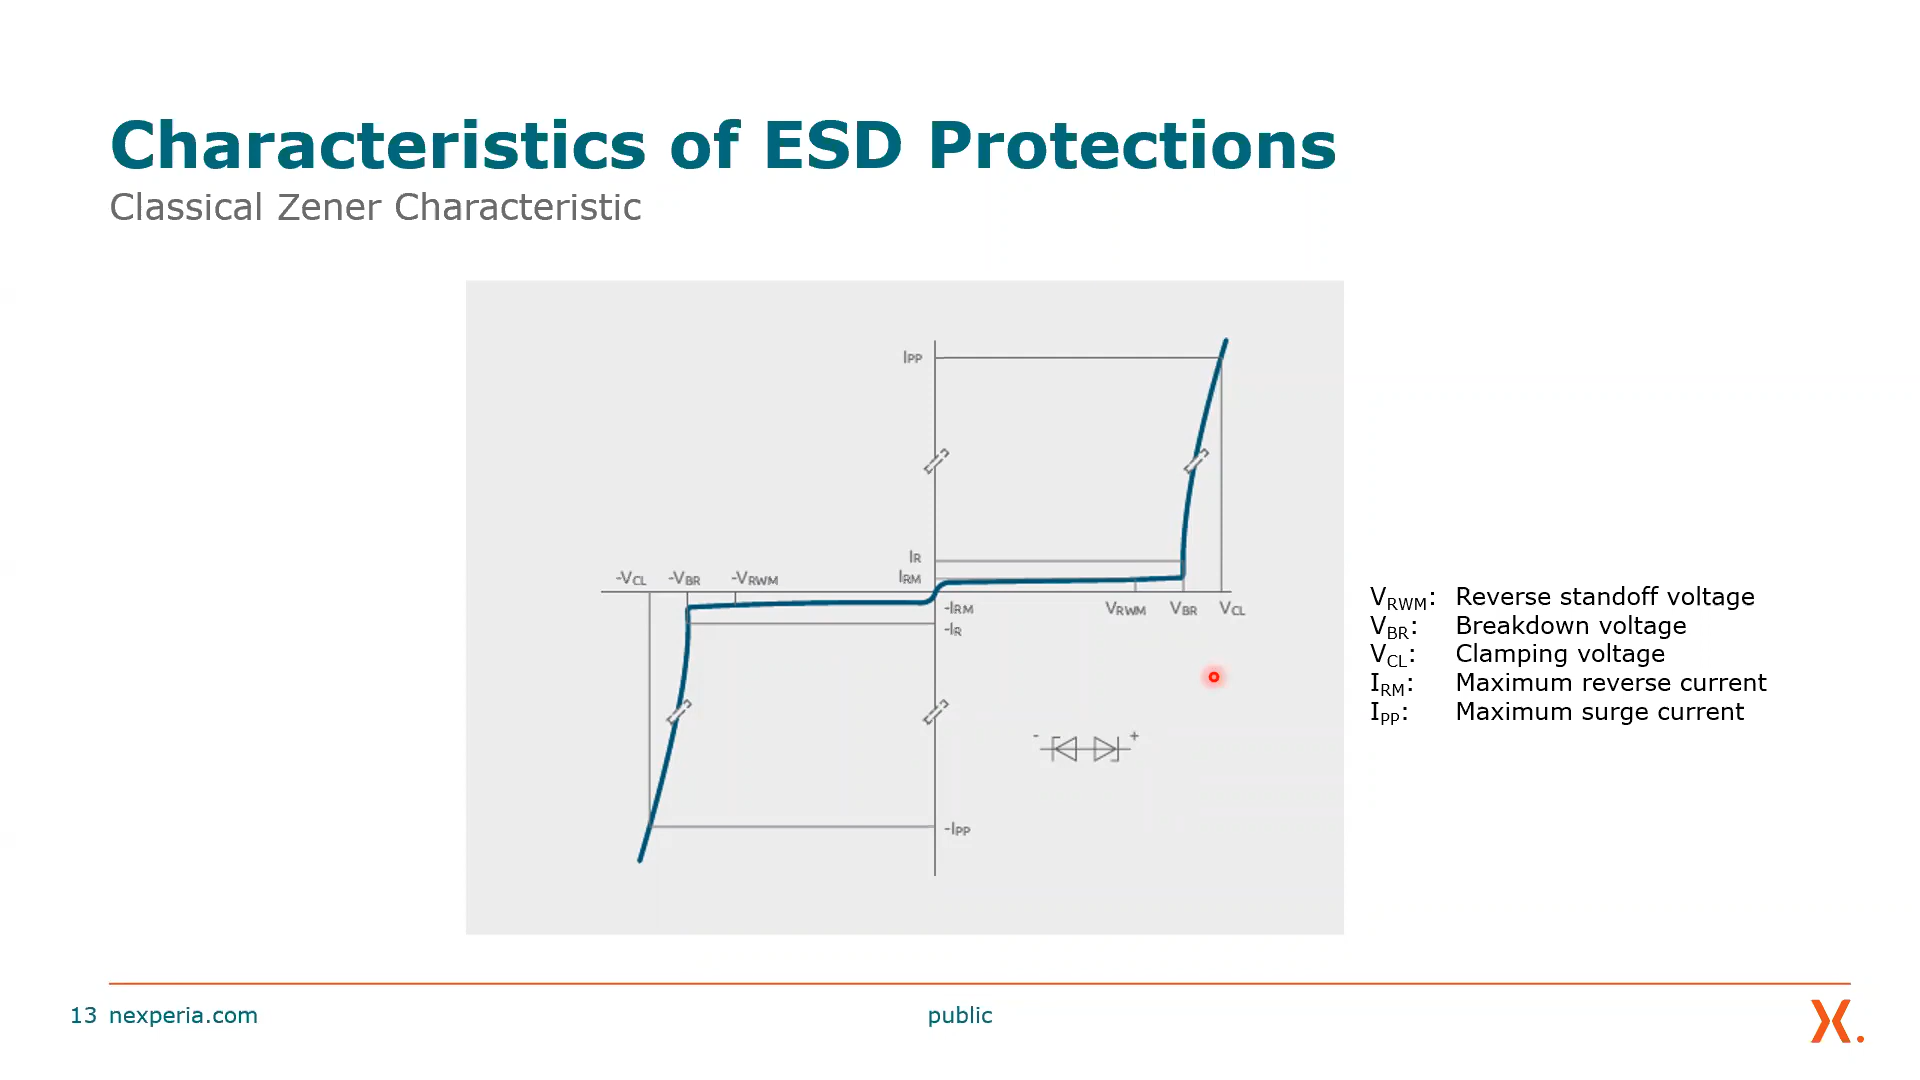 Characteristics of ESD Protections
Classical Zener Characteristic
IPP
IR
IRM
-VCL -VBR -VRWM
-IRM
-IR
VRWM VBR VCL
- +
-IPP
VRWM: Reverse standoff voltage
VBR: Breakdown voltage
VCL: Clamping voltage
IRM: Maximum reverse current
IPP: Maximum surge current
13 nexperia.com public